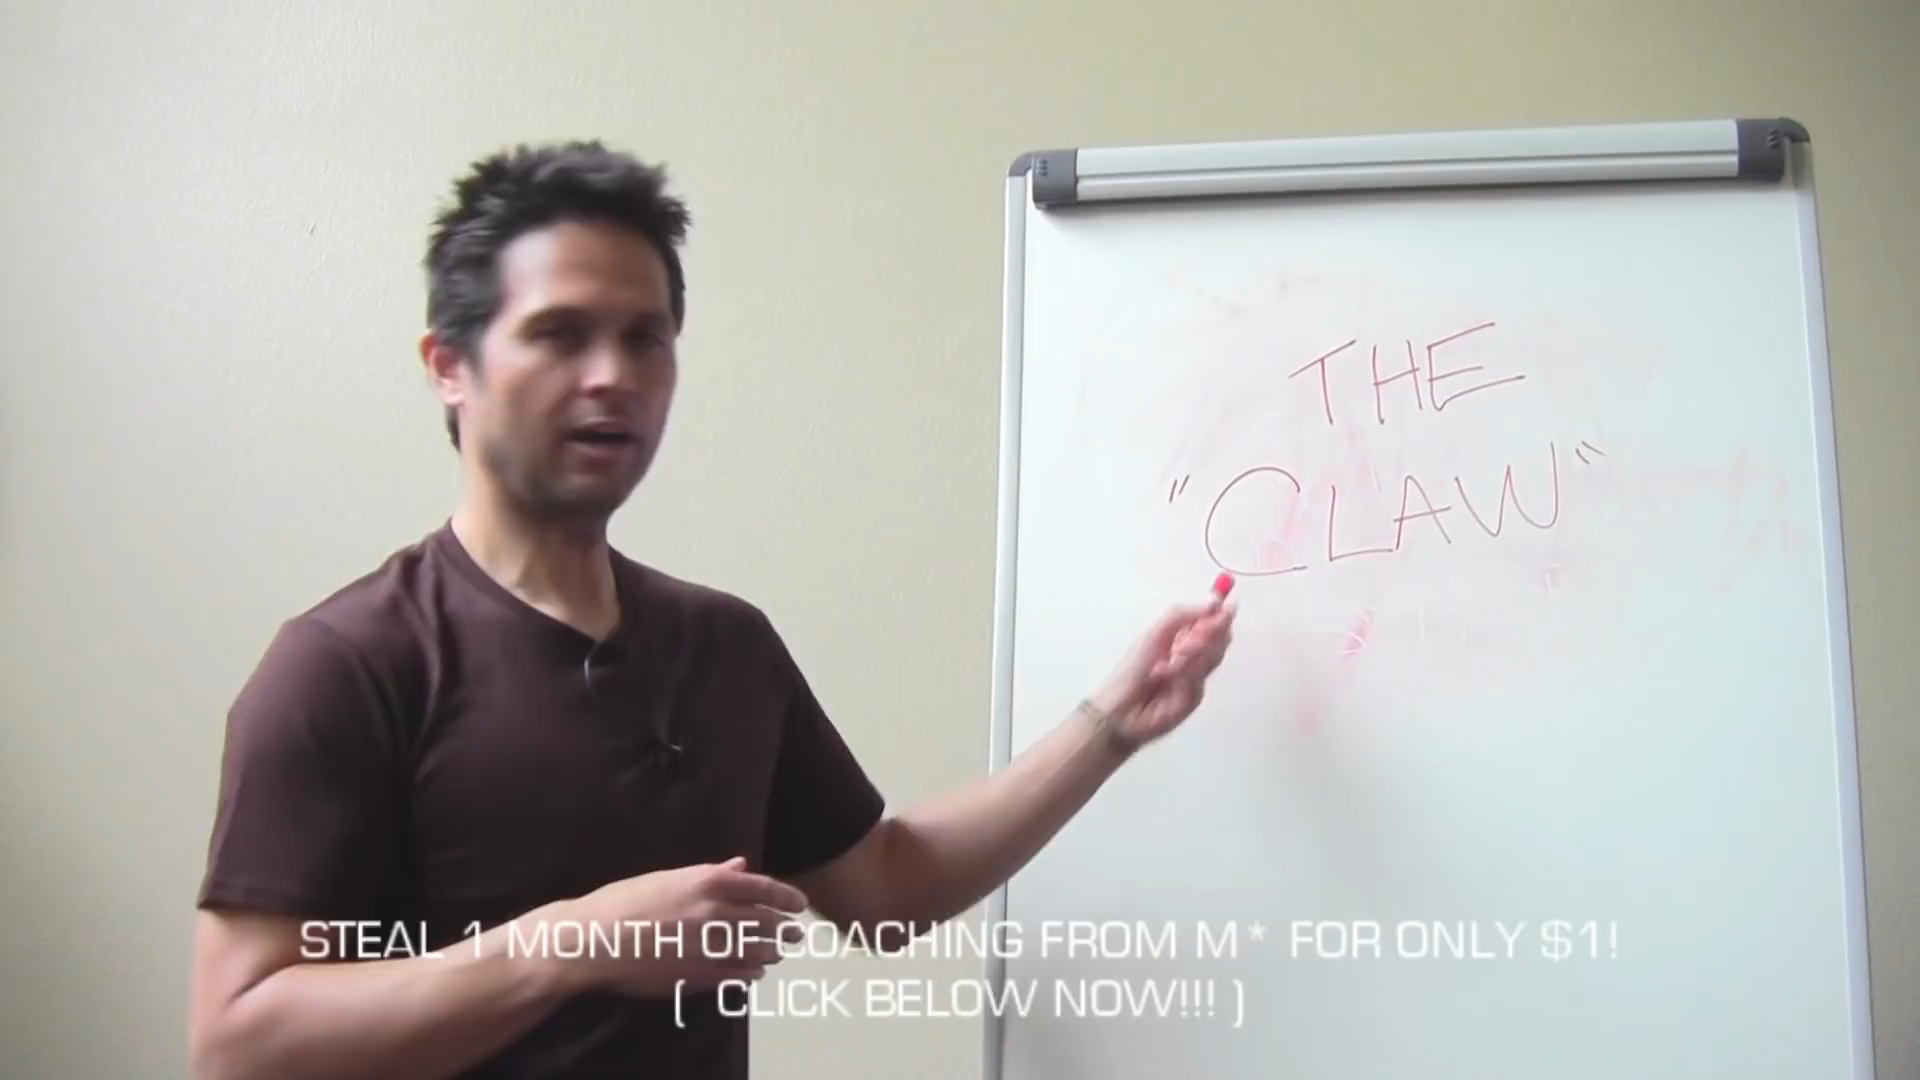 THE
"CLAW"
STEAL 1 MONTH OF COACHING FROM M* FOR ONLY $1!
( CLICK BELOW NOW!!! )